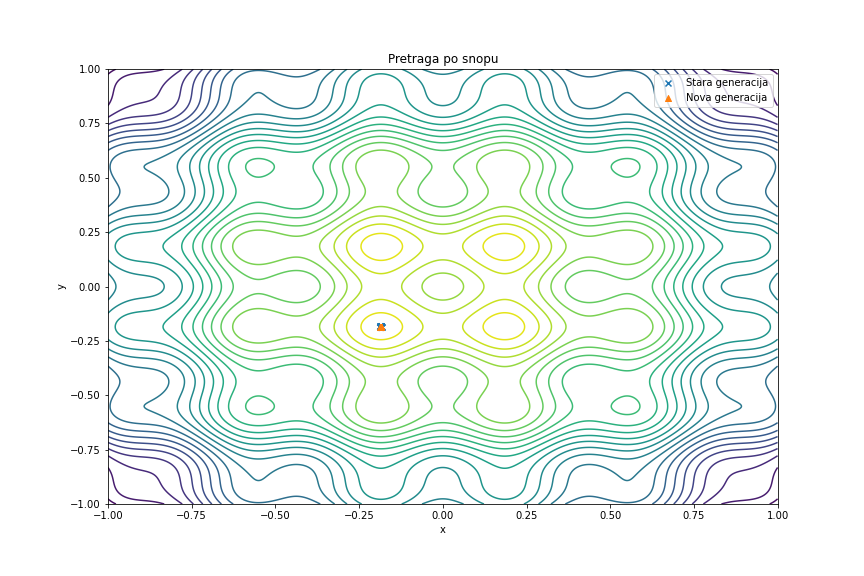 Pretraga po snopu
Stara generacija
Nova generacija
1.00
0.75
0.50
0.25
0.00
−0.25
−0.50
−0.75
−1.00
y
−1.00 −0.75 −0.50 −0.25 0.00 0.25 0.50 0.75 1.00
x